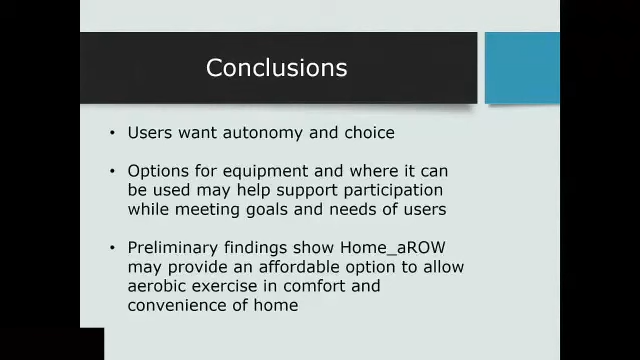 Conclusions
• Users want autonomy and choice
• Options for equipment and where it can
be used may help support participation
while meeting goals and needs of users
• Preliminary findings show Home_aROW
may provide an affordable option to allow
aerobic exercise in comfort and
convenience of home